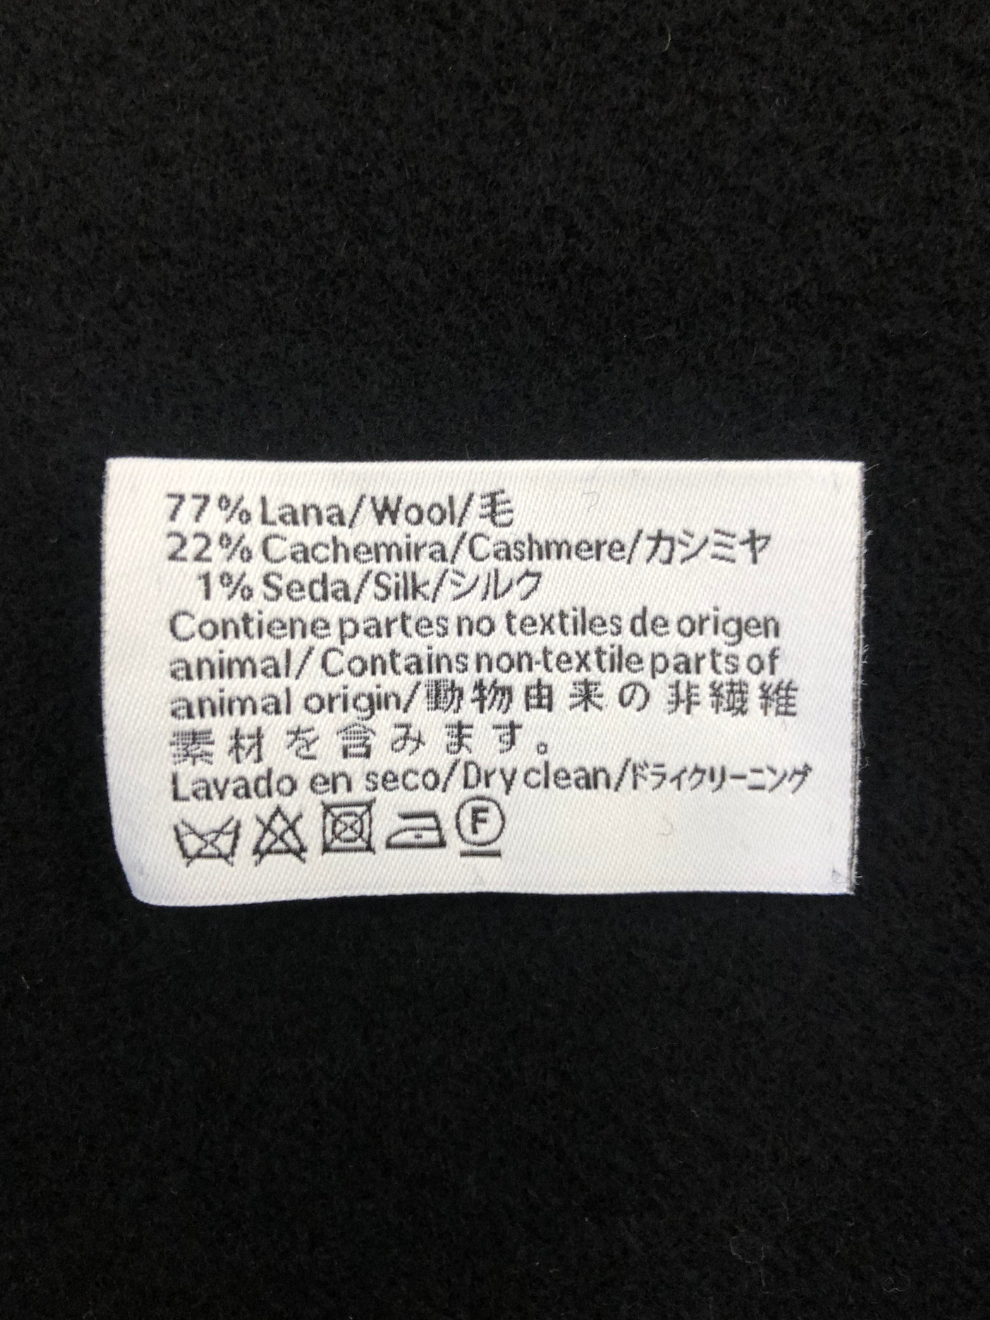 77% Lana/Wool/毛
22% Cachemira/Cashmere/カシミヤ
1% Seda/Silk/シルク
Contiene partes no textiles de origen
animal/Contains non-textile parts of
animal origin/動物由来の非繊維
素材を含みます。
Lavado en seco/Dry clean/ドライクリーニング
F